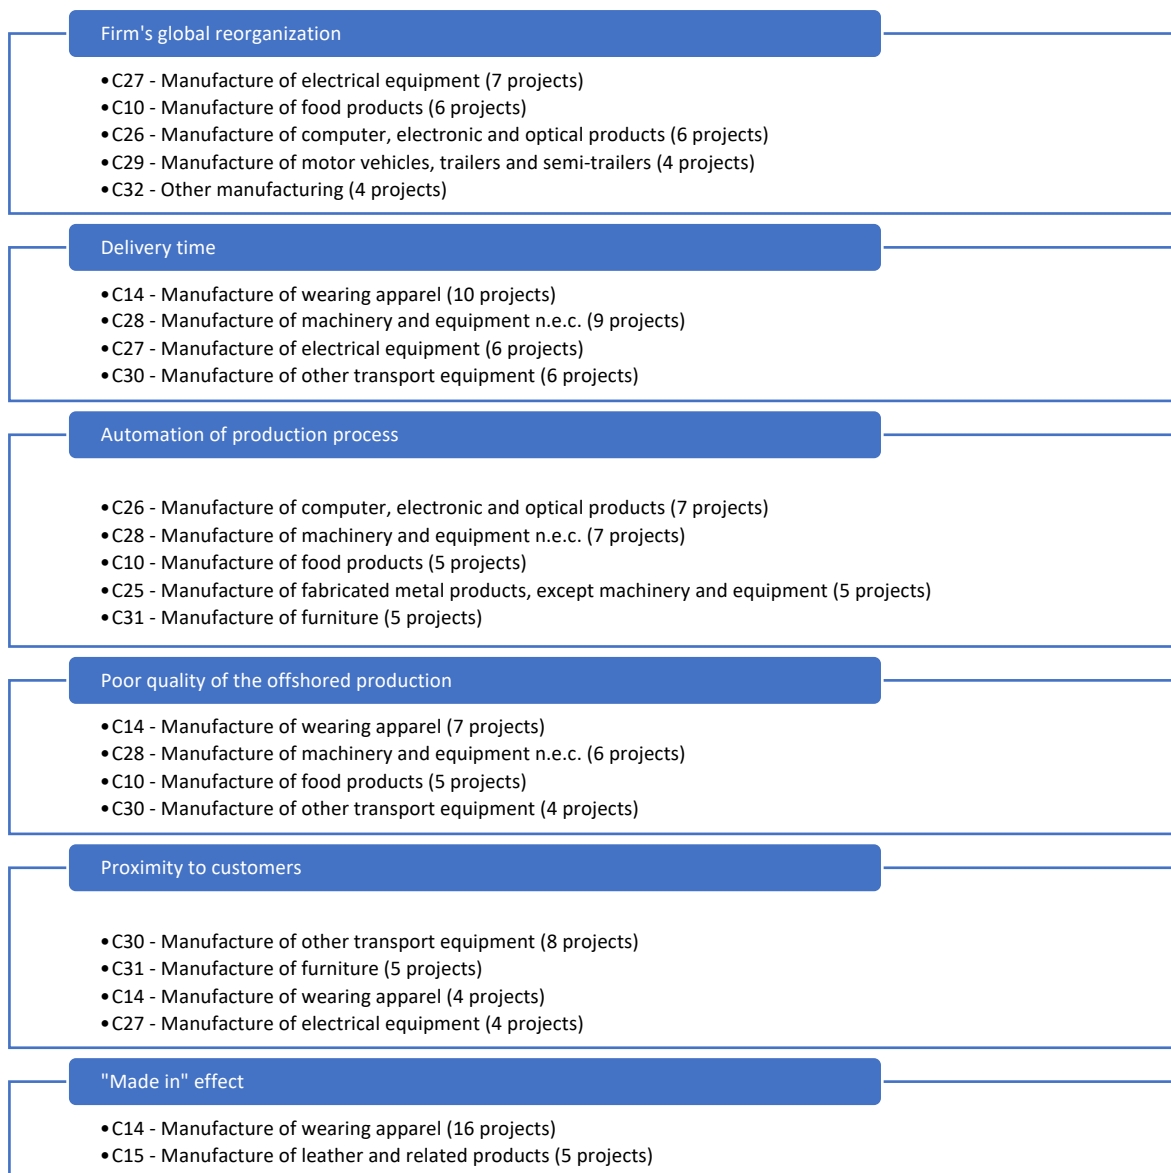 Firm's global reorganization
•C27 - Manufacture of electrical equipment (7 projects)
•C10 - Manufacture of food products (6 projects)
•C26 - Manufacture of computer, electronic and optical products (6 projects)
•C29 - Manufacture of motor vehicles, trailers and semi-trailers (4 projects)
•C32 - Other manufacturing (4 projects)
Delivery time
•C14 - Manufacture of wearing apparel (10 projects)
•C28 - Manufacture of machinery and equipment n.e.c. (9 projects)
•C27 - Manufacture of electrical equipment (6 projects)
•C30 - Manufacture of other transport equipment (6 projects)
Automation of production process
•C26 - Manufacture of computer, electronic and optical products (7 projects)
•C28 - Manufacture of machinery and equipment n.e.c. (7 projects)
•C10 - Manufacture of food products (5 projects)
•C25 - Manufacture of fabricated metal products, except machinery and equipment (5 projects)
•C31 - Manufacture of furniture (5 projects)
Poor quality of the offshored production
•C14 - Manufacture of wearing apparel (7 projects)
•C28 - Manufacture of machinery and equipment n.e.c. (6 projects)
•C10 - Manufacture of food products (5 projects)
•C30 - Manufacture of other transport equipment (4 projects)
Proximity to customers
•C30 - Manufacture of other transport equipment (8 projects)
•C31 - Manufacture of furniture (5 projects)
•C14 - Manufacture of wearing apparel (4 projects)
•C27 - Manufacture of electrical equipment (4 projects)
"Made in" effect
•C14 - Manufacture of wearing apparel (16 projects)
•C15 - Manufacture of leather and related products (5 projects)